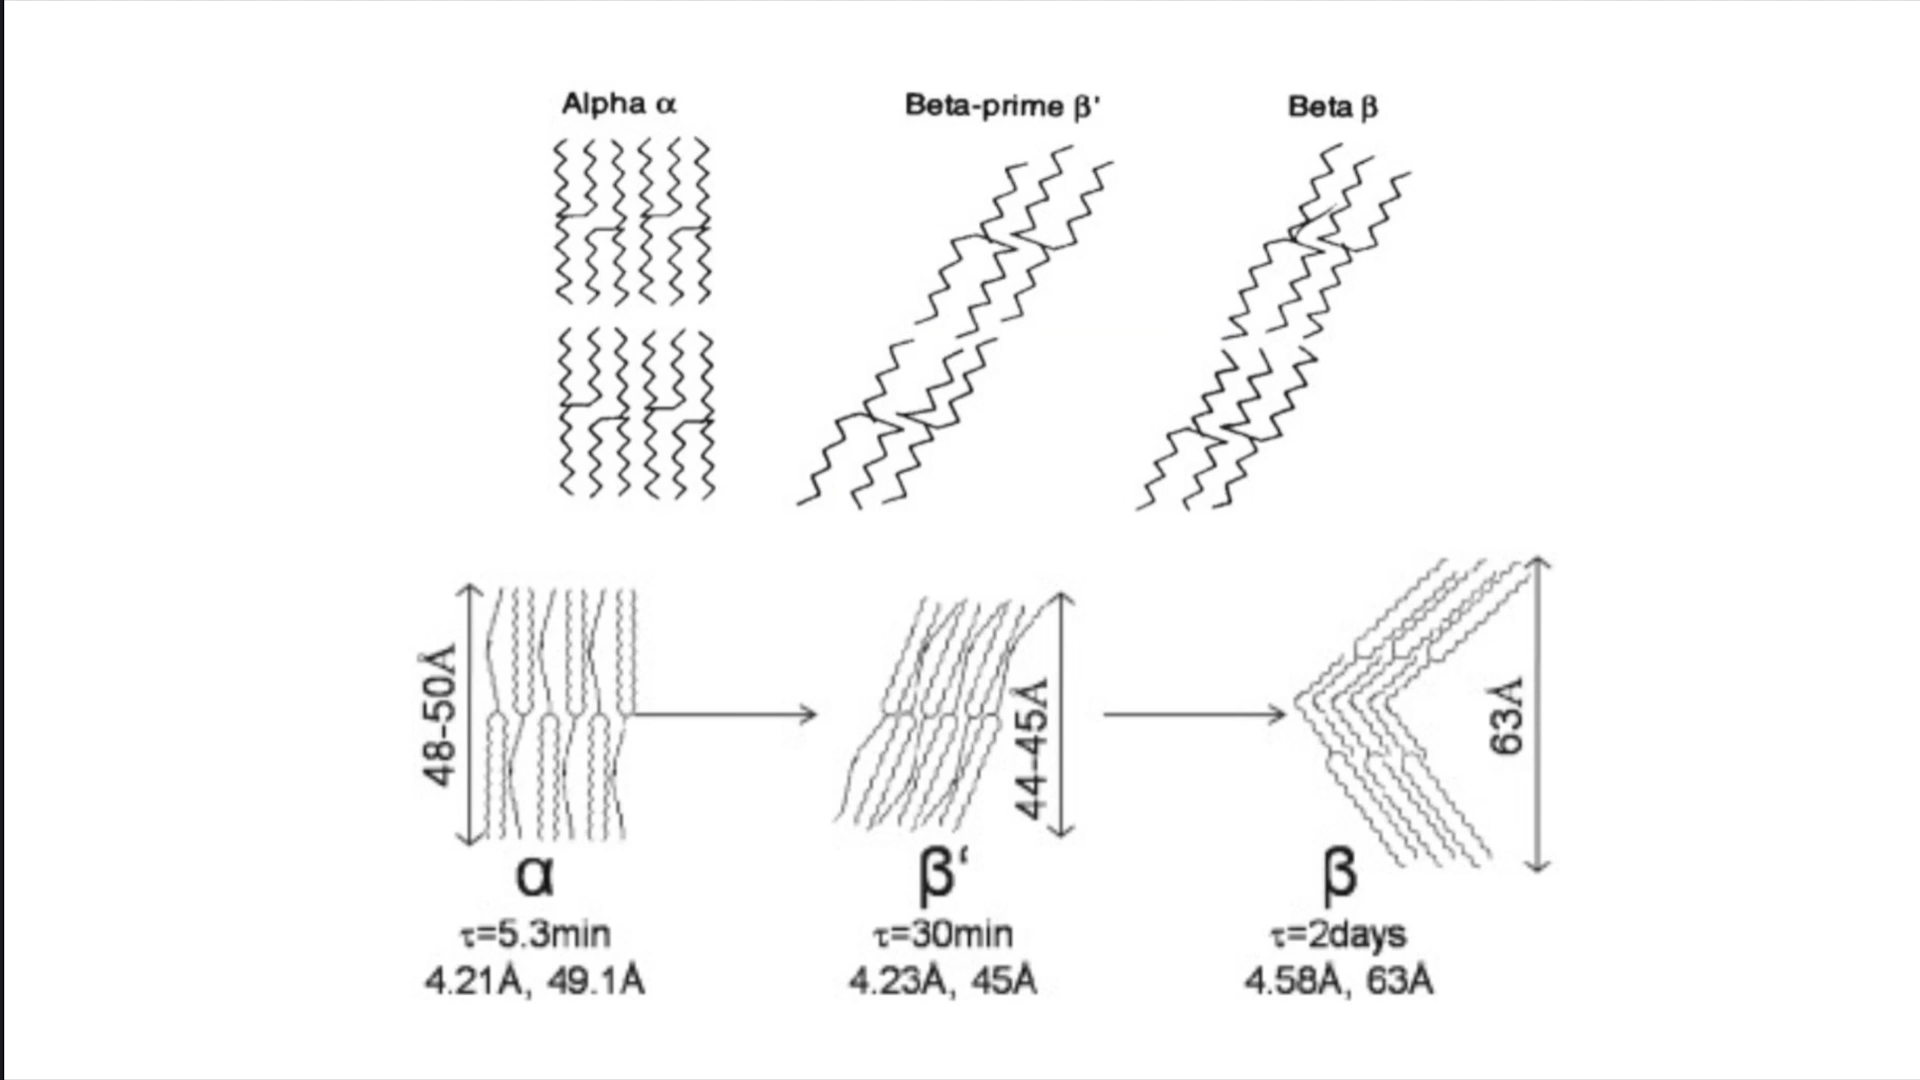 Alpha α
Beta-prime β'
Beta β
48-50Å
44-45Å
63Å
α
β‘
β
τ=5.3min
τ=30min
τ=2days
4.21Å, 49.1Å
4.23Å, 45Å
4.58Å, 63Å